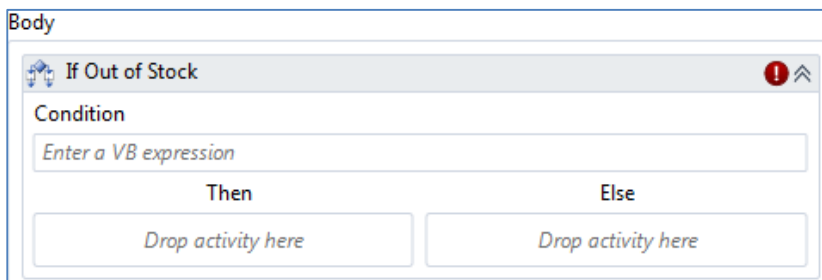 Body
If Out of Stock
Condition
Enter a VB expression
Then Else
Drop activity here Drop activity here